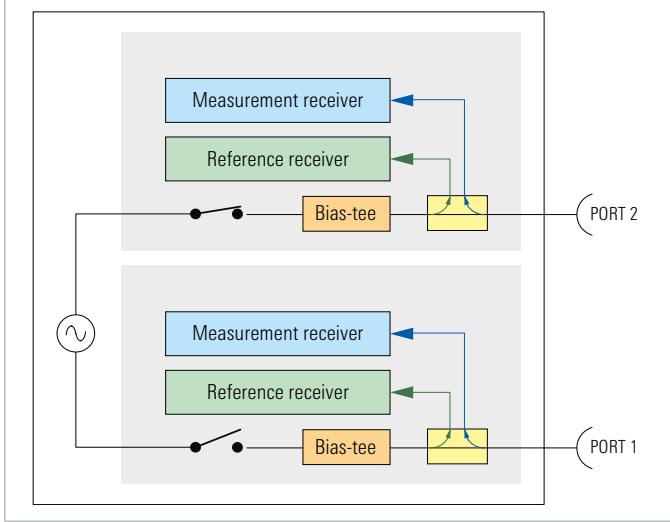 Measurement receiver
Reference receiver
Bias-tee
PORT 2
Measurement receiver
Reference receiver
Bias-tee
PORT 1